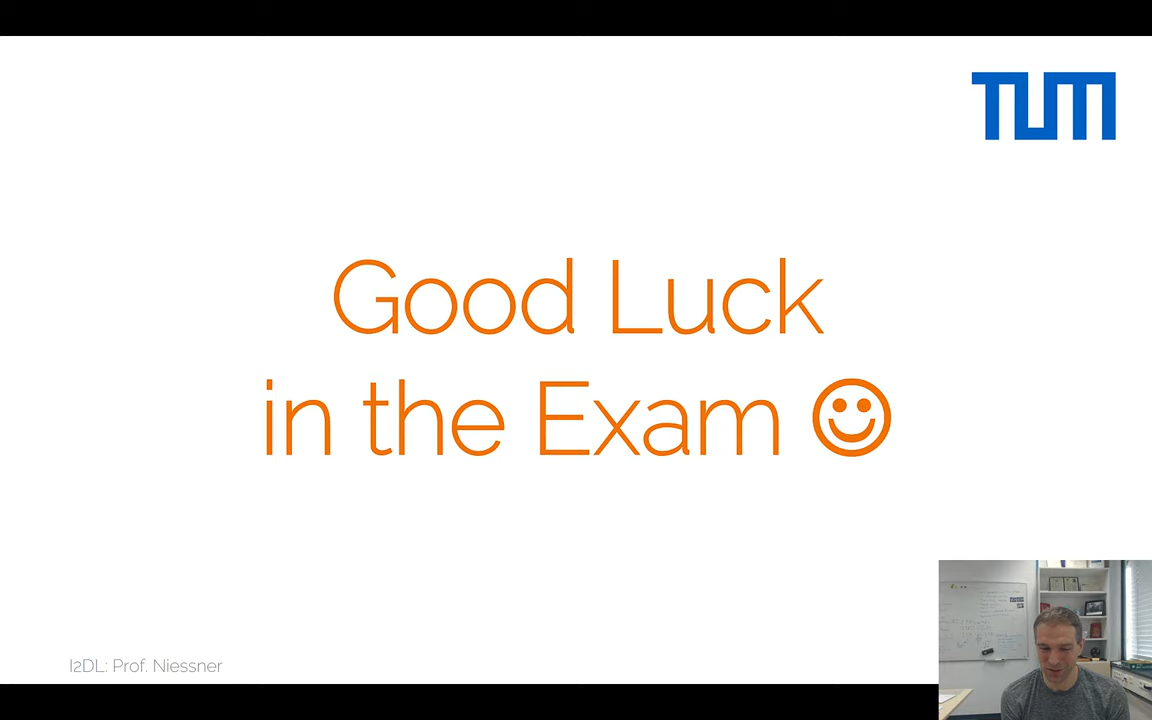 TUM
Good Luck
in the Exam ☺
I2DL: Prof. Niessner